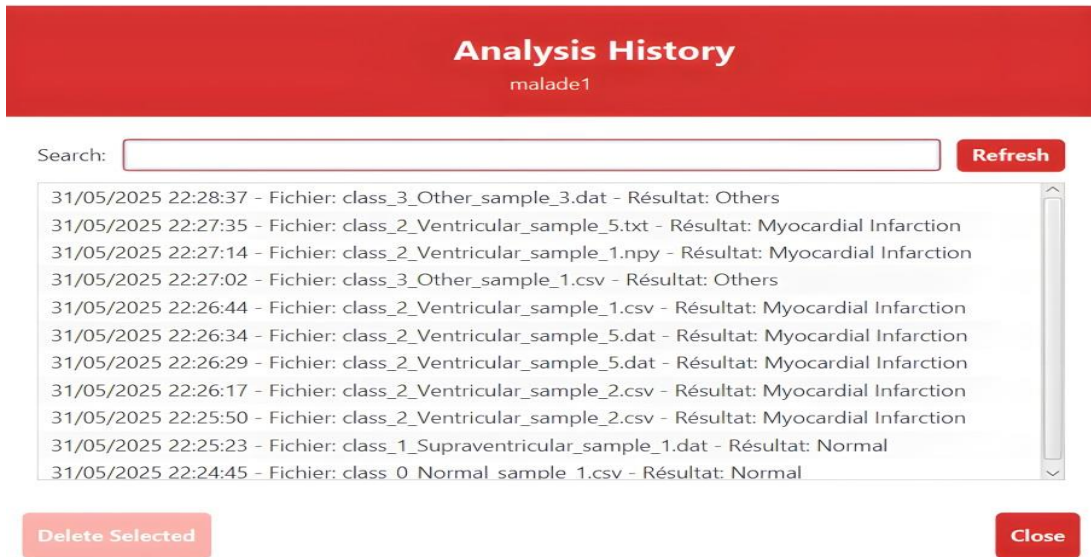 Analysis History
malade1
Search:
Refresh
31/05/2025 22:28:37 - Fichier: class_3_Other_sample_3.dat - Résultat: Others
31/05/2025 22:27:35 - Fichier: class_2_Ventricular_sample_5.txt - Résultat: Myocardial Infarction
31/05/2025 22:27:14 - Fichier: class_2_Ventricular_sample_1.npy - Résultat: Myocardial Infarction
31/05/2025 22:27:02 - Fichier: class_3_Other_sample_1.csv - Résultat: Others
31/05/2025 22:26:44 - Fichier: class_2_Ventricular_sample_1.csv - Résultat: Myocardial Infarction
31/05/2025 22:26:34 - Fichier: class_2_Ventricular_sample_5.dat - Résultat: Myocardial Infarction
31/05/2025 22:26:29 - Fichier: class_2_Ventricular_sample_5.dat - Résultat: Myocardial Infarction
31/05/2025 22:26:17 - Fichier: class_2_Ventricular_sample_2.csv - Résultat: Myocardial Infarction
31/05/2025 22:25:50 - Fichier: class_2_Ventricular_sample_2.csv - Résultat: Myocardial Infarction
31/05/2025 22:25:23 - Fichier: class_1_Supraventricular_sample_1.dat - Résultat: Normal
31/05/2025 22:24:45 - Fichier: class_0_Normal_sample_1.csv - Résultat: Normal
Delete Selected
Close